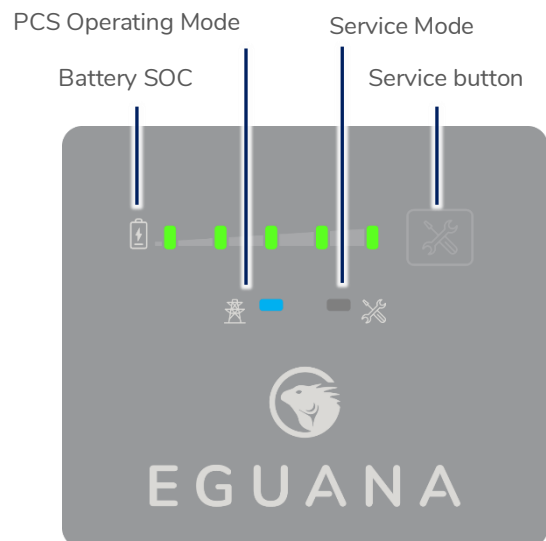 PCS Operating Mode
Service Mode
Battery SOC
Service button
EGUANA